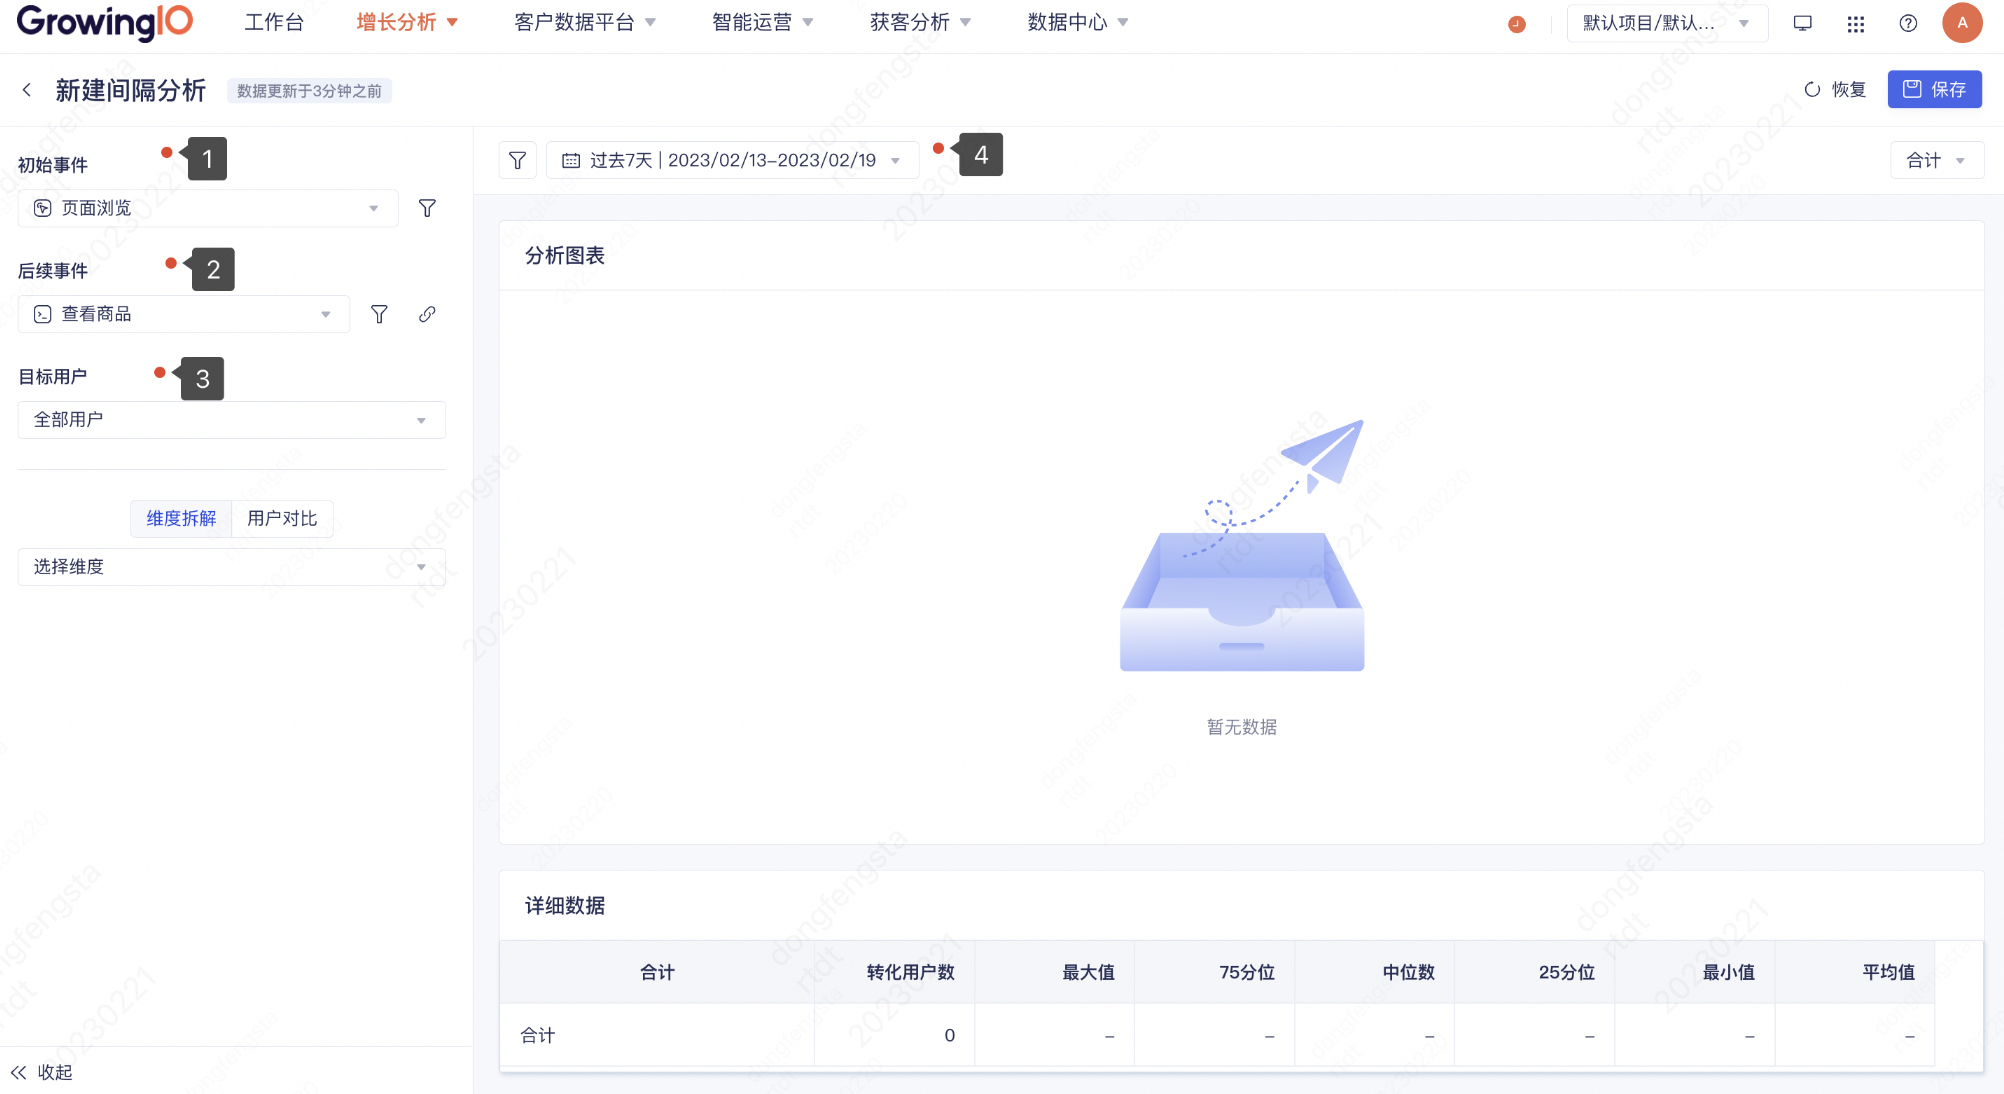 GrowingIO 工作台 增长分析 客户数据平台 智能运营 获客分析 数据中心 默认项目/默认... A
新建间隔分析 数据更新于3分钟之前 恢复 保存
初始事件 1
页面浏览
后续事件 2
查看商品
目标用户 3
全部用户
维度拆解 用户对比
选择维度
收起
过去7天 | 2023/02/13-2023/02/19 4 合计
分析图表
暂无数据
详细数据
合计 转化用户数 最大值 75分位 中位数 25分位 最小值 平均值
合计 0 – – – – – –
dongfengsta
rtdt
20230221
dongfengsta
rtdt
20230220